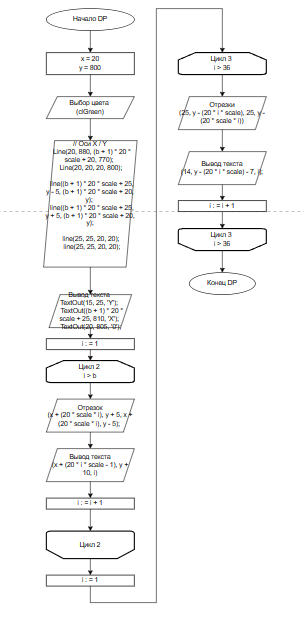 Начало DP
x = 20
y = 800
Выбор цвета
(clGreen)
// Оси X / Y
Line(20, 880, (b + 1) * 20 *
scale + 20, 770);
Line(20, 20, 20, 800);
line((b + 1) * 20 * scale + 25,
y - 5, (b + 1) * 20 * scale + 20,
y);
line((b + 1) * 20 * scale + 25,
y + 5, (b + 1) * 20 * scale + 20,
y);
line(25, 25, 20, 20);
line(25, 25, 20, 20);
Вывод текста
TextOut(15, 25, 'Y');
TextOut((b + 1) * 20 *
scale + 25, 810, 'X');
TextOut(20, 805, '0');
i : = 1
Цикл 2
i > b
Отрезок
(x + (20 * scale * i), y + 5, x +
(20 * scale * i), y - 5);
Вывод текста
(x + (20 * i * scale - 1), y +
10, i)
i : = i + 1
Цикл 2
i : = 1
Цикл 3
i > 36
Отрезки
(25, y - (20 * i * scale), 25, y -
(20 * scale * i))
Вывод текста
(14, y - (20 * i * scale) - 7, i);
i : = i + 1
Цикл 3
i > 36
Конец DP